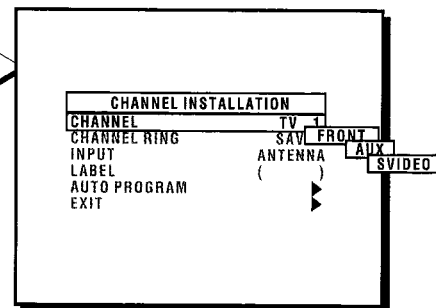 CHANNEL INSTALLATION
CHANNEL TV 1
CHANNEL RING SAV FRONT
INPUT ANTENNA AUX
LABEL ( ) SVIDEO
AUTO PROGRAM ▶
EXIT ▶